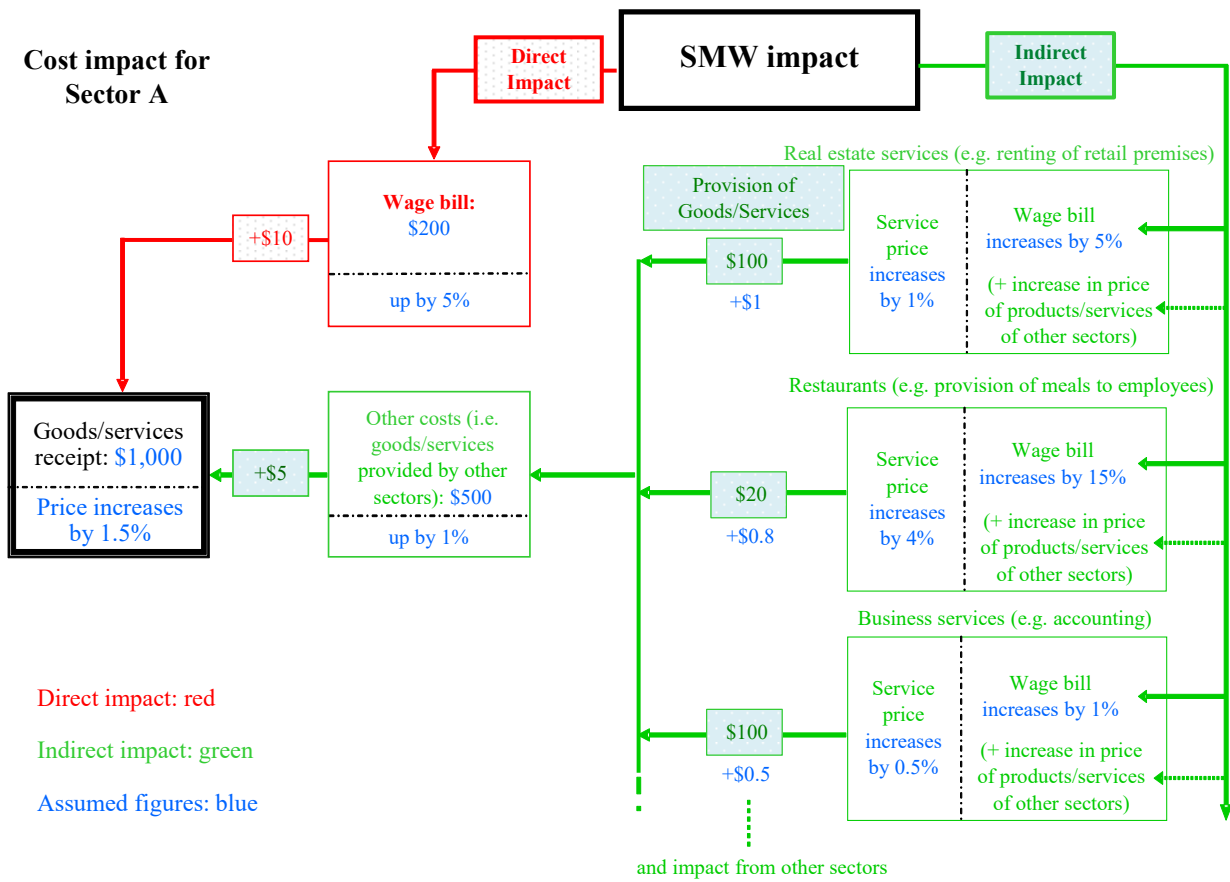 Cost impact for
Sector A
Direct
Impact
SMW impact
Indirect
Impact
Real estate services (e.g. renting of retail premises)
Provision of
Goods/Services
Wage bill:
$200
up by 5%
+$10
$100
+$1
Service
price
increases
by 1%
Wage bill
increases by 5%
(+ increase in price
of products/services
of other sectors)
Restaurants (e.g. provision of meals to employees)
Goods/services
receipt: $1,000
Price increases
by 1.5%
+$5
Other costs (i.e.
goods/services
provided by other
sectors): $500
up by 1%
$20
+$0.8
Service
price
increases
by 4%
Wage bill
increases by 15%
(+ increase in price
of products/services
of other sectors)
Business services (e.g. accounting)
$100
+$0.5
Service
price
increases
by 0.5%
Wage bill
increases by 1%
(+ increase in price
of products/services
of other sectors)
Direct impact: red
Indirect impact: green
Assumed figures: blue
and impact from other sectors